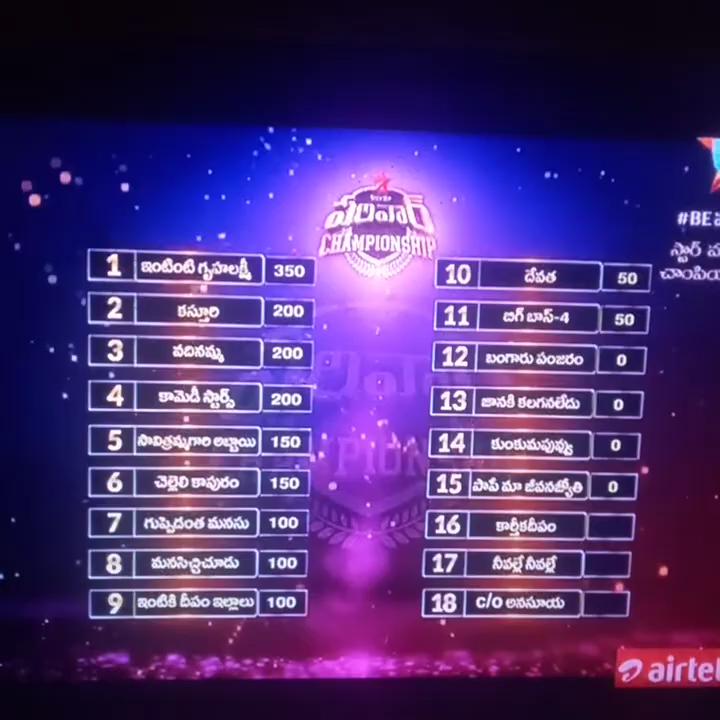 స్టార్ మా
పరివార్
CHAMPIONSHIP
1 ఇంటింటి గృహలక్ష్మి 350
2 కస్తూరి 200
3 వదినమ్మ 200
4 కామెడీ స్టార్స్ 200
5 సావిత్రమ్మగారి అబ్బాయి 150
6 చెల్లెలి కాపురం 150
7 గుప్పెడంత మనసు 100
8 మనసిచ్చిచూడు 100
9 ఇంటికి దీపం ఇల్లాలు 100
10 దేవత 50
11 బిగ్ బాస్-4 50
12 బంగారు పంజరం 0
13 జానకి కలగనలేదు 0
14 కుంకుమపువ్వు 0
15 పాపే మా జీవనజ్యోతి 0
16 కార్తీకదీపం
17 నీవల్లే నీవల్లే
18 c/o అనసూయ
స్టార్
airtel